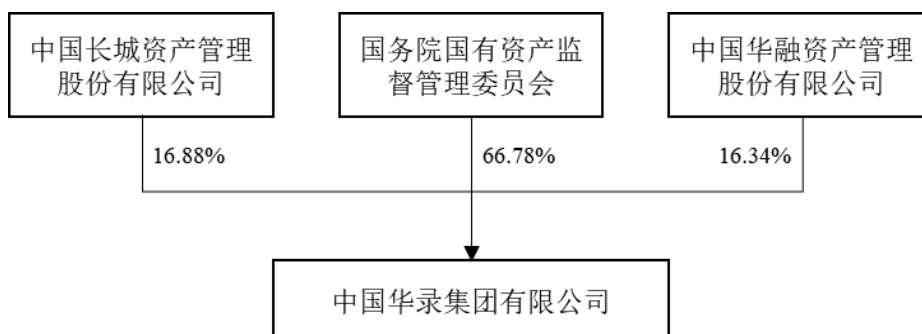 中国长城资产管理
股份有限公司
国务院国有资产监
督管理委员会
中国华融资产管理
股份有限公司
16.88%
66.78%
16.34%
中国华录集团有限公司